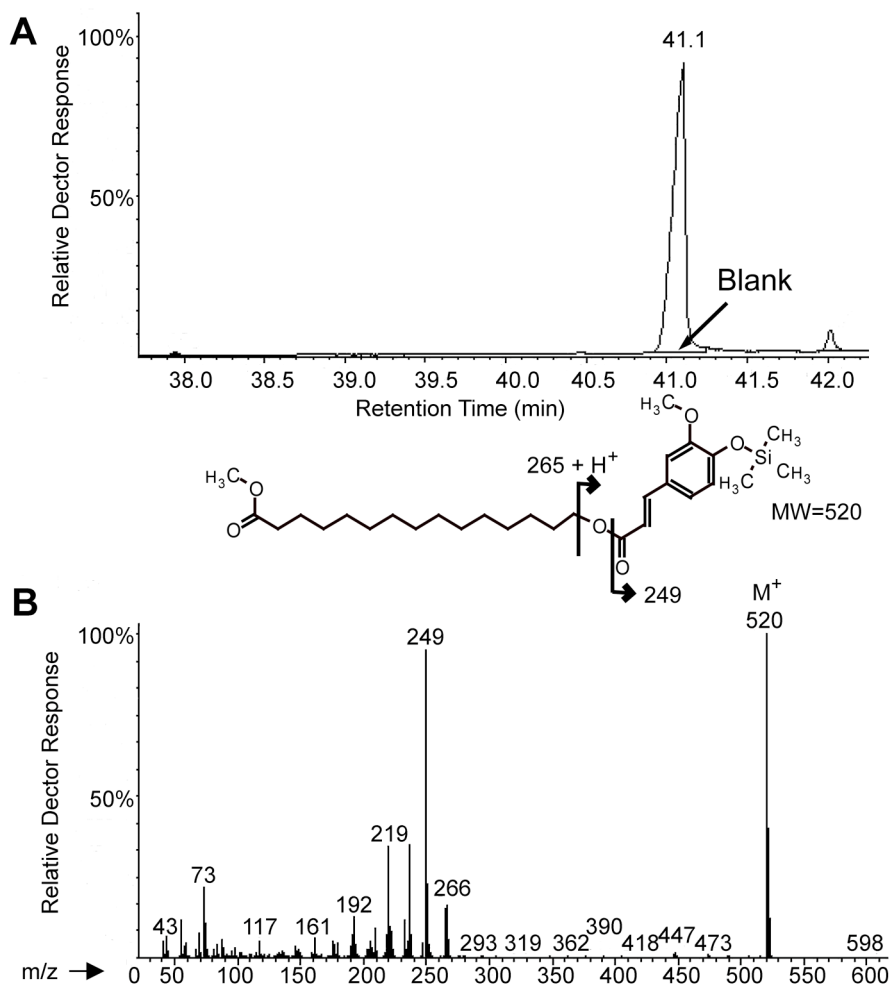 A
Relative Dector Response
100%
50%
41.1
Blank
38.0 38.5 39.0 39.5 40.0 40.5 41.0 41.5 42.0
Retention Time (min)
H₃C
O
O
265 + H⁺
O
O
H₃C
O
O
Si
CH₃
CH₃
H₃C
MW=520
249
B
Relative Dector Response
100%
50%
M⁺
520
249
219
73
266
192
43
117
161
293
319
362
390
418
447
473
598
m/z
0 50 100 150 200 250 300 350 400 450 500 550 600